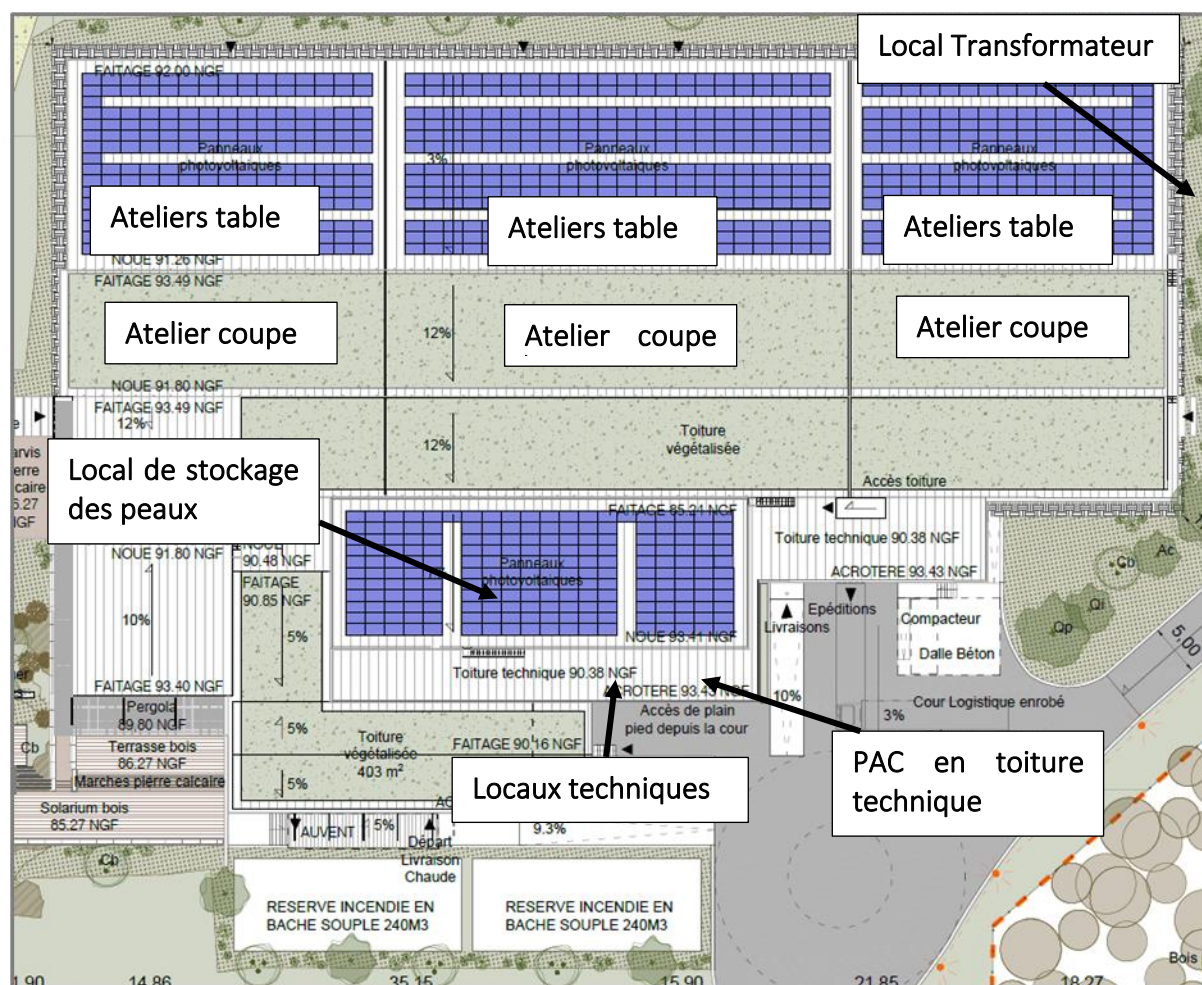 Local Transformateur
FAITAGE 92.00 NGF
Panneaux
photovoltaiques
3%
Panneaux
photovoltaiques
Panneaux
photovoltaiques
Ateliers table
Ateliers table
Ateliers table
NOUE 91.26 NGF
FAITAGE 93.49 NGF
Atelier coupe
12%
Atelier coupe
Atelier coupe
NOUE 91.80 NGF
FAITAGE 93.49 NGF
12%
12%
Toiture
végétalisée
Local de stockage
des peaux
Accès toiture
FAITAGE 85.21 NGF
Toiture technique 90.38 NGF
NOUE 91.80 NGF
90.48 NGF
FAITAGE
90.85 NGF
Panneaux
photovoltaiques
ACROTERE 93.43 NGF
Cb
Ac
10%
5%
NOUE 93.41 NGF
Livraisons
Epéditions
Compacteur
Dalle Béton
Qi
Qp
5.00
Toiture technique 90.38 NGF
FAITAGE 93.40 NGF
ACROTERE 93.43 NGF
10%
Pergola
89.80 NGF
Accès de plain
pied depuis la cour
3%
Cour Logistique enrobé
Cb
Terrasse bois
86.27 NGF
Marches pierre calcaire
5%
5%
Toiture
végétalisée
403 m²
FAITAGE 90.16 NGF
Locaux techniques
PAC en toiture
technique
Solarium bois
85.27 NGF
AUVENT
5%
9.3%
Départ
Livraison
Chaude
Cb
RESERVE INCENDIE EN
BACHE SOUPLE 240M3
RESERVE INCENDIE EN
BACHE SOUPLE 240M3
Bois
14.86
35.15
15.90
21.85
18.27